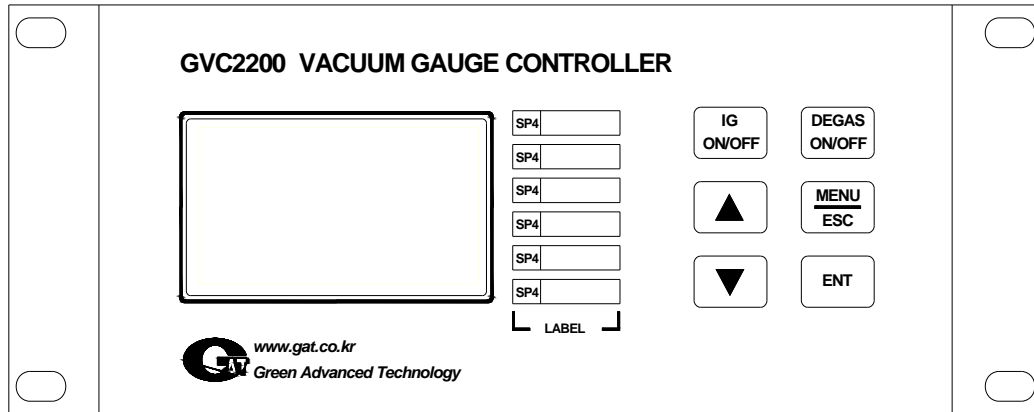 GVC2200 VACUUM GAUGE CONTROLLER
SP4
SP4
SP4
SP4
SP4
SP4
LABEL
IG
ON/OFF
DEGAS
ON/OFF
MENU
ESC
ENT
GAT
www.gat.co.kr
Green Advanced Technology